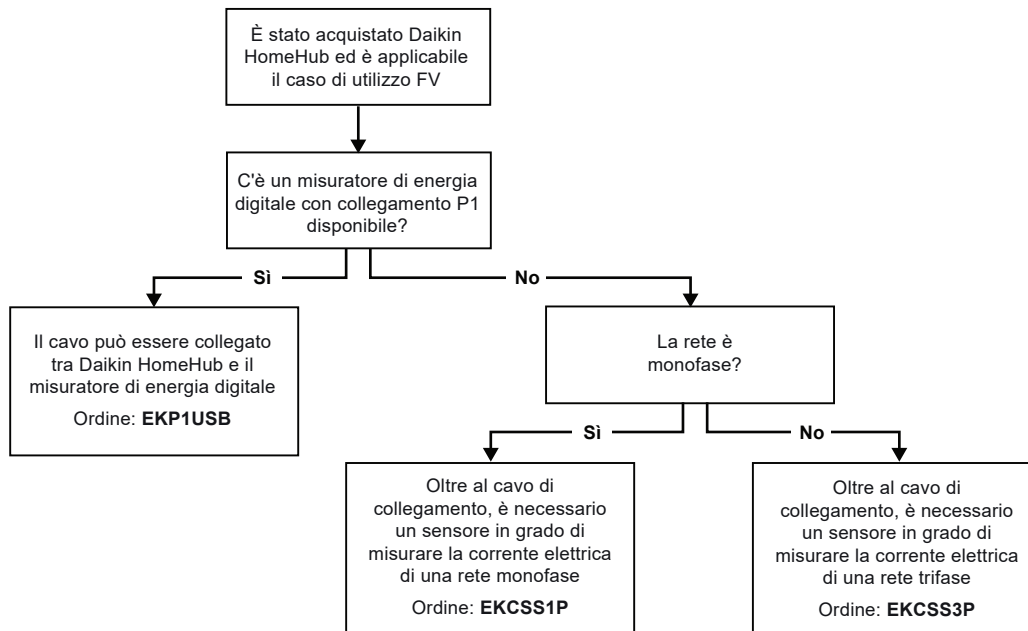 È stato acquistato Daikin
HomeHub ed è applicabile
il caso di utilizzo FV
C'è un misuratore di energia
digitale con collegamento P1
disponibile?
Sì
No
Il cavo può essere collegato
tra Daikin HomeHub e il
misuratore di energia digitale
Ordine: EKP1USB
La rete è
monofase?
Sì
No
Oltre al cavo di
collegamento, è necessario
un sensore in grado di
misurare la corrente elettrica
di una rete monofase
Ordine: EKCSS1P
Oltre al cavo di
collegamento, è necessario
un sensore in grado di
misurare la corrente elettrica
di una rete trifase
Ordine: EKCSS3P